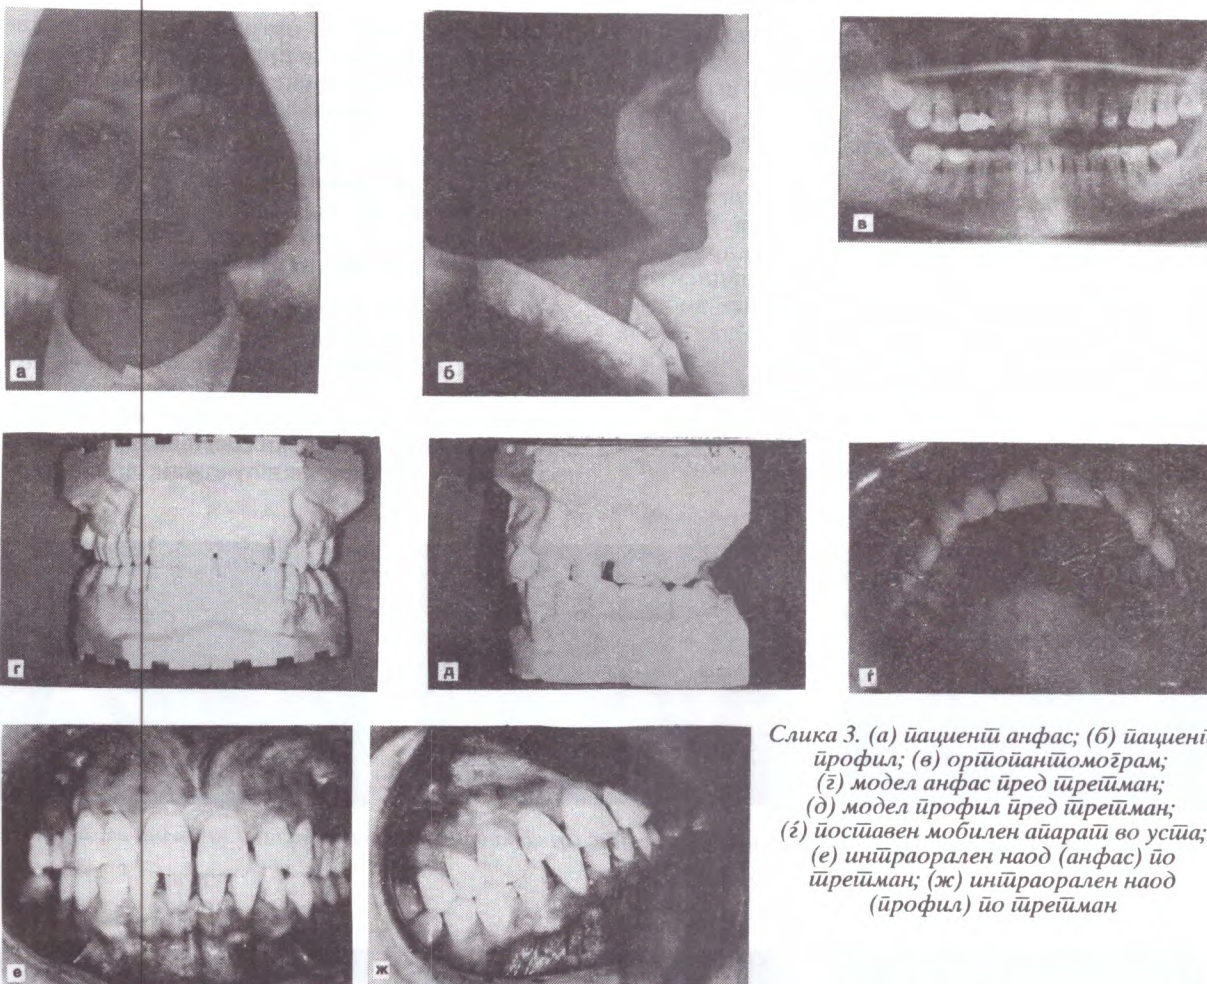 а
б
в
г
д
ѓ
е
ж
Слика 3. (а) пациент анфас; (б) пациент
профил; (в) ортопантомограм;
(г) модел анфас пред третман;
(д) модел профил пред третман;
(ѓ) поставен мобилен апарат во уста;
(е) интраорален наод (анфас) по
третман; (ж) интраорален наод
(профил) по третман